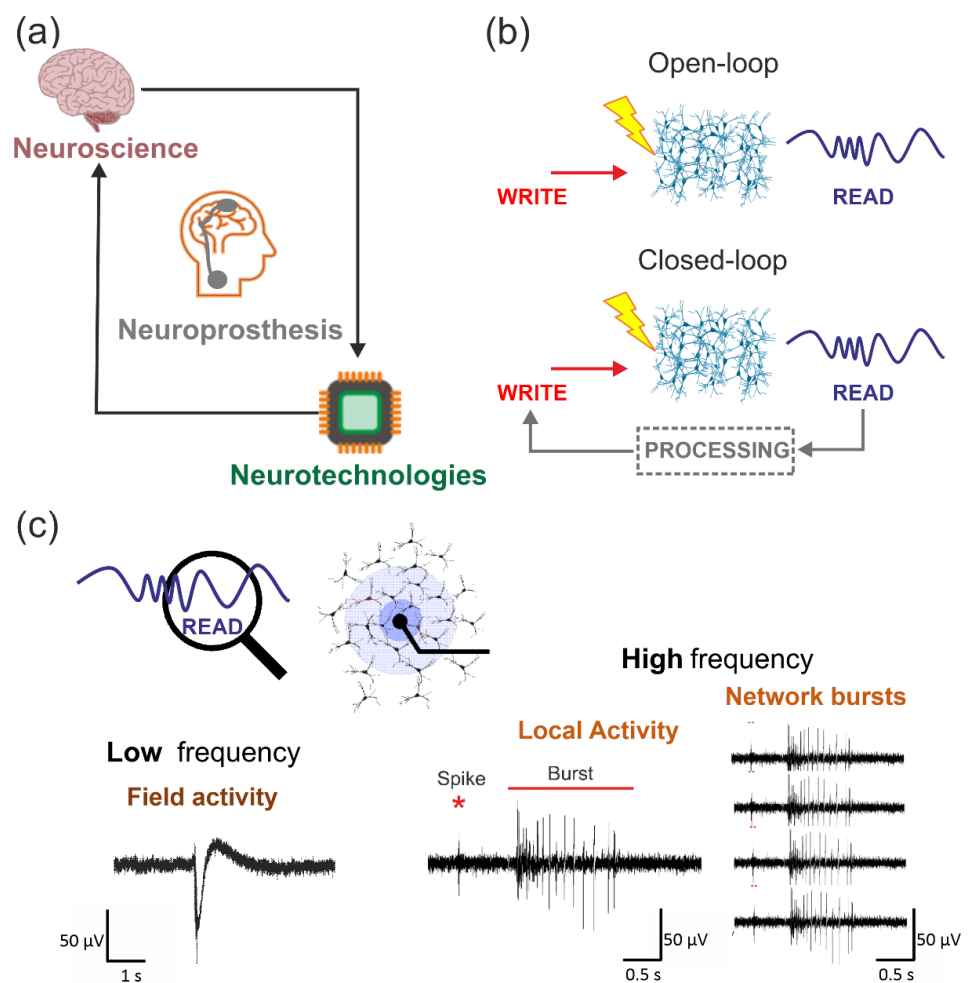 (a)
Neuroscience
Neuroprosthesis
Neurotechnologies
(b)
Open-loop
WRITE
READ
Closed-loop
WRITE
READ
PROCESSING
(c)
READ
High frequency
Network bursts
Local Activity
Low frequency
Spike
Burst
Field activity
*
50 µV
1 s
50 µV
0.5 s
50 µV
0.5 s